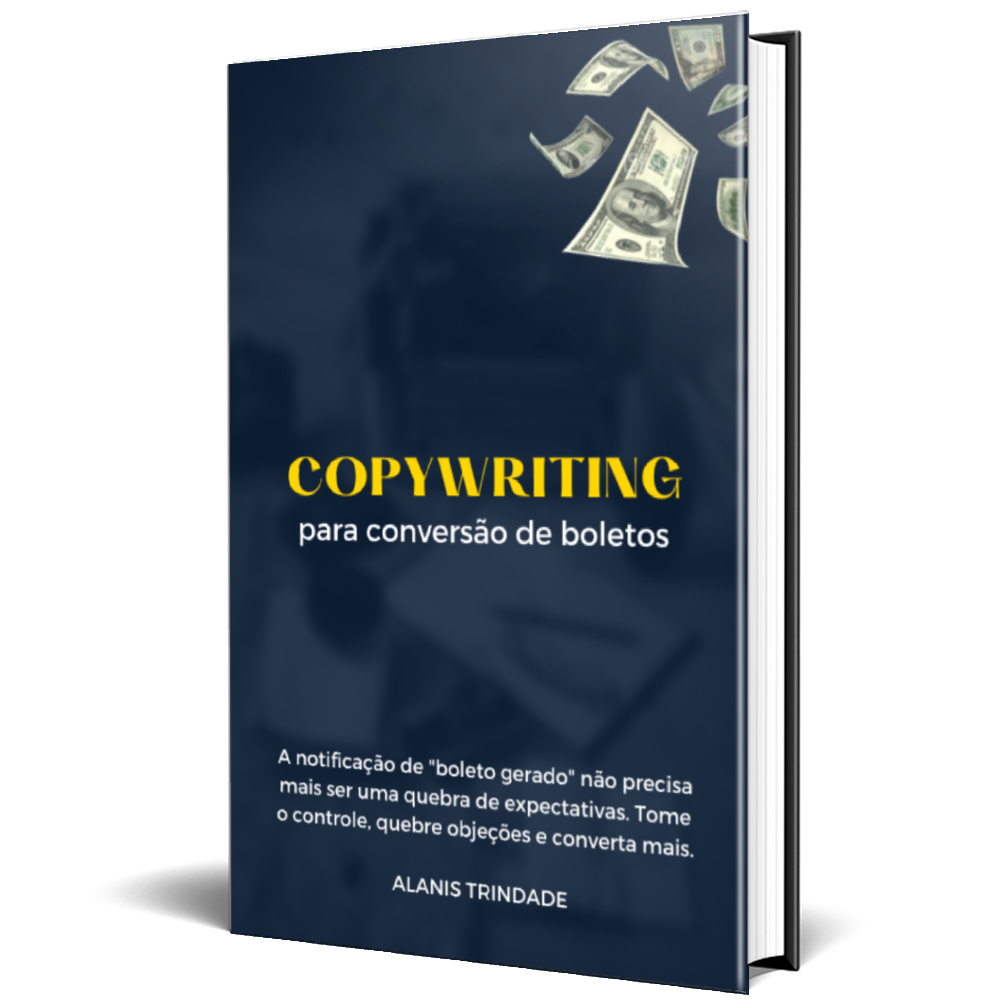 COPYWRITING
para conversão de boletos
A notificação de "boleto gerado" não precisa
mais ser uma quebra de expectativas. Tome
o controle, quebre objeções e converta mais.
ALANIS TRINDADE